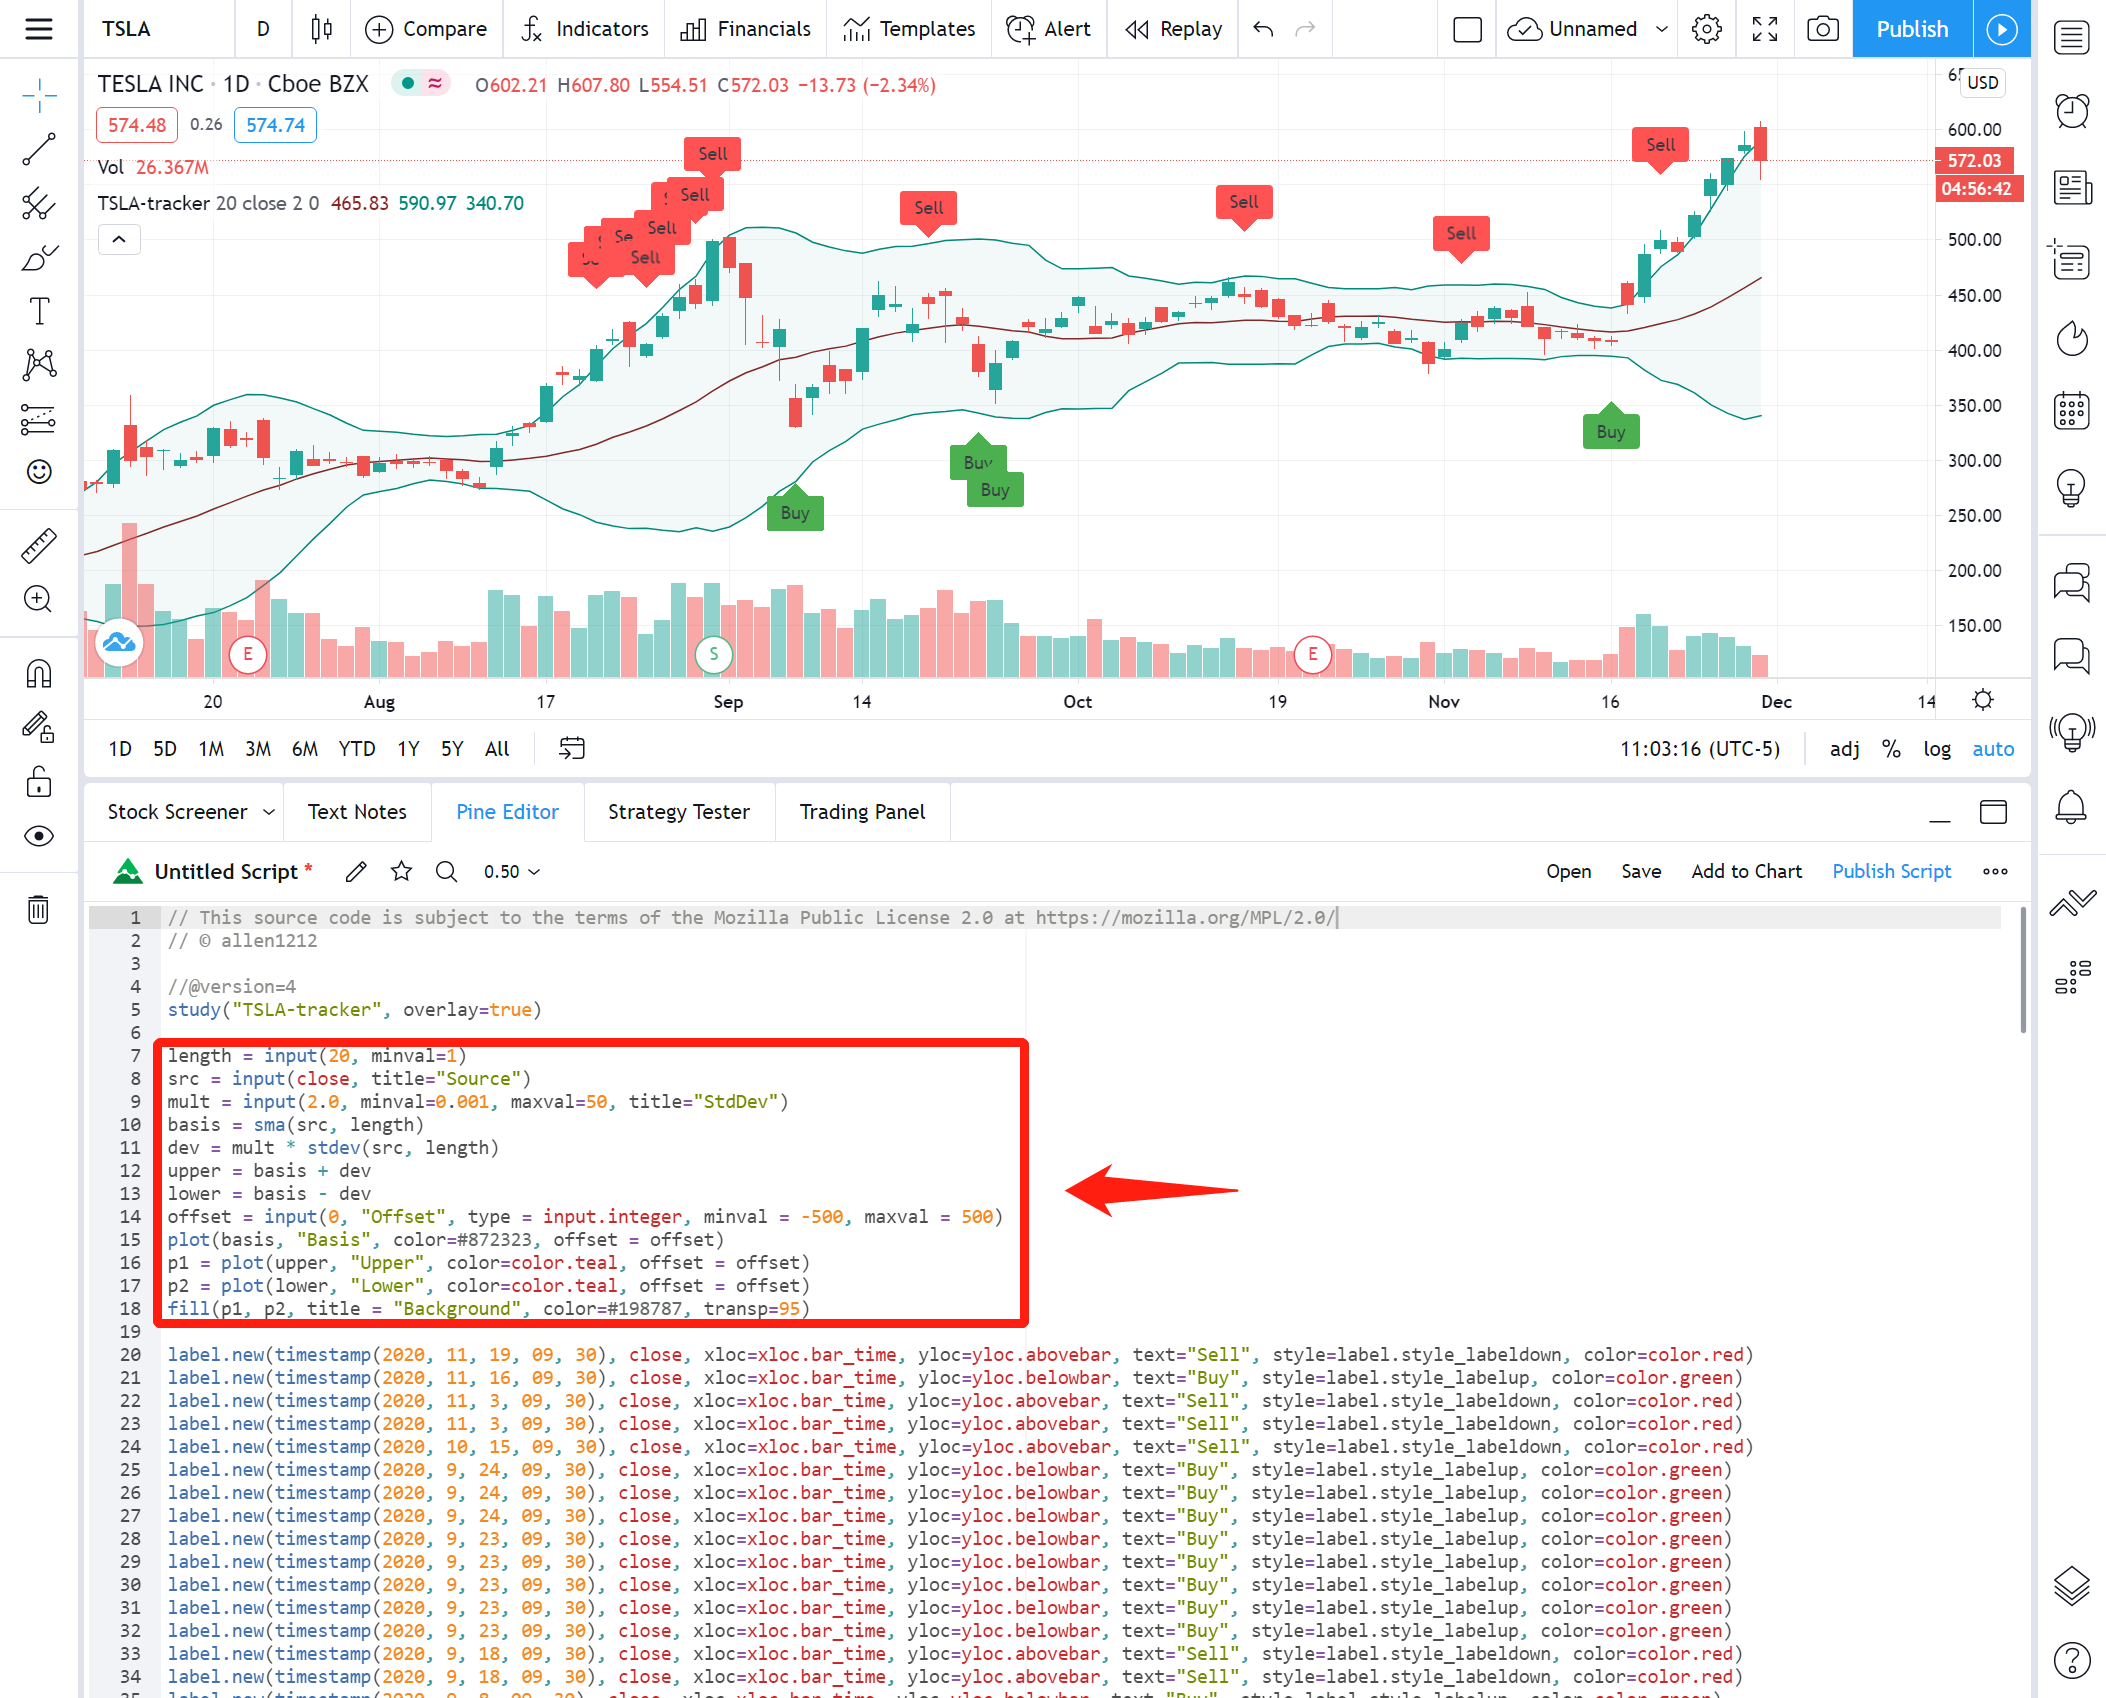 TSLA D Compare Indicators Financials Templates Alert Replay Unnamed Publish
TESLA INC · 1D · Cboe BZX ≈ O602.21 H607.80 L554.51 C572.03 −13.73 (−2.34%)
USD
574.48 0.26 574.74
Vol 26.367M
TSLA-tracker 20 close 2 0 465.83 590.97 340.70
600.00
572.03
04:56:42
500.00
450.00
400.00
350.00
300.00
250.00
200.00
150.00
Sell
Sell
Sell
Sell
Sell
Sell
Sell
Sell
Buy
Buy
Buy
Buy
E S E
20 Aug 17 Sep 14 Oct 19 Nov 16 Dec 14
1D 5D 1M 3M 6M YTD 1Y 5Y All 11:03:16 (UTC-5) adj % log auto
Stock Screener Text Notes Pine Editor Strategy Tester Trading Panel
Untitled Script * 0.50 Open Save Add to Chart Publish Script
1 // This source code is subject to the terms of the Mozilla Public License 2.0 at https://mozilla.org/MPL/2.0/
2 // © allen1212
3
4 //@version=4
5 study("TSLA-tracker", overlay=true)
6
7 length = input(20, minval=1)
8 src = input(close, title="Source")
9 mult = input(2.0, minval=0.001, maxval=50, title="StdDev")
10 basis = sma(src, length)
11 dev = mult * stdev(src, length)
12 upper = basis + dev
13 lower = basis - dev
14 offset = input(0, "Offset", type = input.integer, minval = -500, maxval = 500)
15 plot(basis, "Basis", color=#872323, offset = offset)
16 p1 = plot(upper, "Upper", color=color.teal, offset = offset)
17 p2 = plot(lower, "Lower", color=color.teal, offset = offset)
18 fill(p1, p2, title = "Background", color=#198787, transp=95)
19
20 label.new(timestamp(2020, 11, 19, 09, 30), close, xloc=xloc.bar_time, yloc=yloc.abovebar, text="Sell", style=label.style_labeldown, color=color.red)
21 label.new(timestamp(2020, 11, 16, 09, 30), close, xloc=xloc.bar_time, yloc=yloc.belowbar, text="Buy", style=label.style_labelup, color=color.green)
22 label.new(timestamp(2020, 11, 3, 09, 30), close, xloc=xloc.bar_time, yloc=yloc.abovebar, text="Sell", style=label.style_labeldown, color=color.red)
23 label.new(timestamp(2020, 11, 3, 09, 30), close, xloc=xloc.bar_time, yloc=yloc.abovebar, text="Sell", style=label.style_labeldown, color=color.red)
24 label.new(timestamp(2020, 10, 15, 09, 30), close, xloc=xloc.bar_time, yloc=yloc.abovebar, text="Sell", style=label.style_labeldown, color=color.red)
25 label.new(timestamp(2020, 9, 24, 09, 30), close, xloc=xloc.bar_time, yloc=yloc.belowbar, text="Buy", style=label.style_labelup, color=color.green)
26 label.new(timestamp(2020, 9, 24, 09, 30), close, xloc=xloc.bar_time, yloc=yloc.belowbar, text="Buy", style=label.style_labelup, color=color.green)
27 label.new(timestamp(2020, 9, 24, 09, 30), close, xloc=xloc.bar_time, yloc=yloc.belowbar, text="Buy", style=label.style_labelup, color=color.green)
28 label.new(timestamp(2020, 9, 23, 09, 30), close, xloc=xloc.bar_time, yloc=yloc.belowbar, text="Buy", style=label.style_labelup, color=color.green)
29 label.new(timestamp(2020, 9, 23, 09, 30), close, xloc=xloc.bar_time, yloc=yloc.belowbar, text="Buy", style=label.style_labelup, color=color.green)
30 label.new(timestamp(2020, 9, 23, 09, 30), close, xloc=xloc.bar_time, yloc=yloc.belowbar, text="Buy", style=label.style_labelup, color=color.green)
31 label.new(timestamp(2020, 9, 23, 09, 30), close, xloc=xloc.bar_time, yloc=yloc.belowbar, text="Buy", style=label.style_labelup, color=color.green)
32 label.new(timestamp(2020, 9, 23, 09, 30), close, xloc=xloc.bar_time, yloc=yloc.belowbar, text="Buy", style=label.style_labelup, color=color.green)
33 label.new(timestamp(2020, 9, 18, 09, 30), close, xloc=xloc.bar_time, yloc=yloc.abovebar, text="Sell", style=label.style_labeldown, color=color.red)
34 label.new(timestamp(2020, 9, 18, 09, 30), close, xloc=xloc.bar_time, yloc=yloc.abovebar, text="Sell", style=label.style_labeldown, color=color.red)